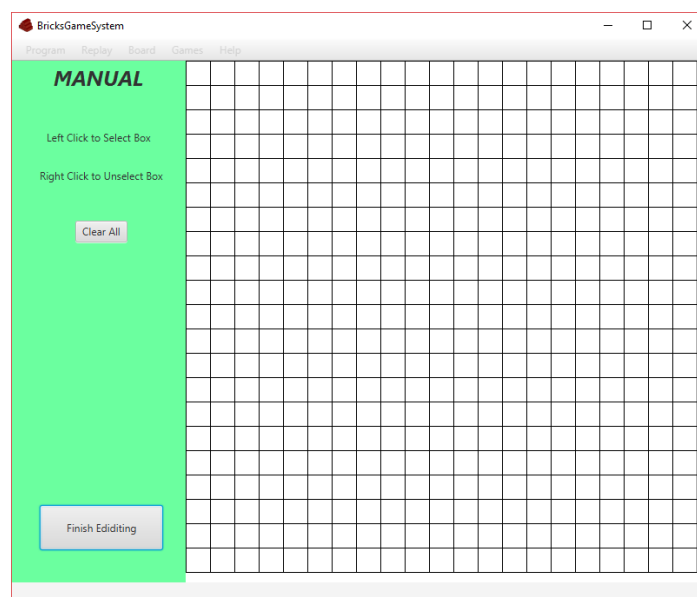 BricksGameSystem
Program Replay Board Games Help
MANUAL
Left Click to Select Box
Right Click to Unselect Box
Clear All
Finish Ediditing